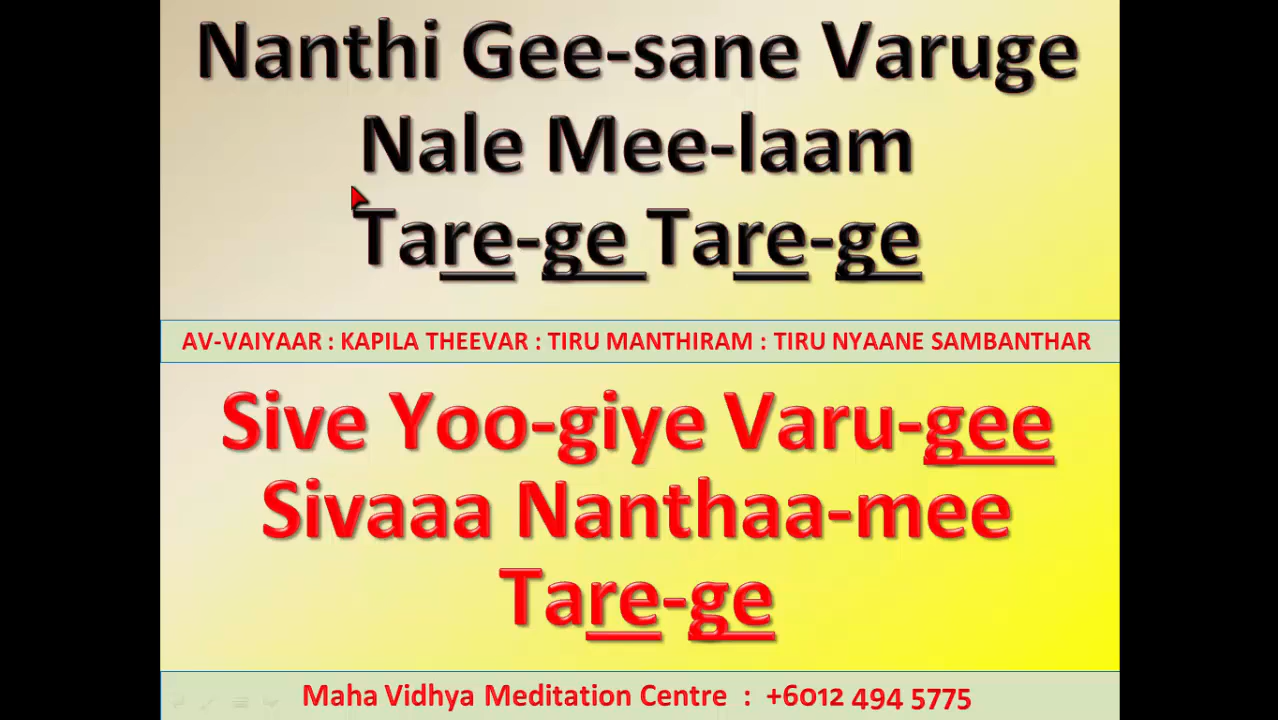 Nanthi Gee-sane Varuge
Nale Mee-laam
Tare-ge Tare-ge
AV-VAIYAAR : KAPILA THEEVAR : TIRU MANTHIRAM : TIRU NYAANE SAMBANTHAR
Sive Yoo-giye Varu-gee
Sivaaa Nanthaa-mee
Tare-ge
Maha Vidhya Meditation Centre : +6012 494 5775